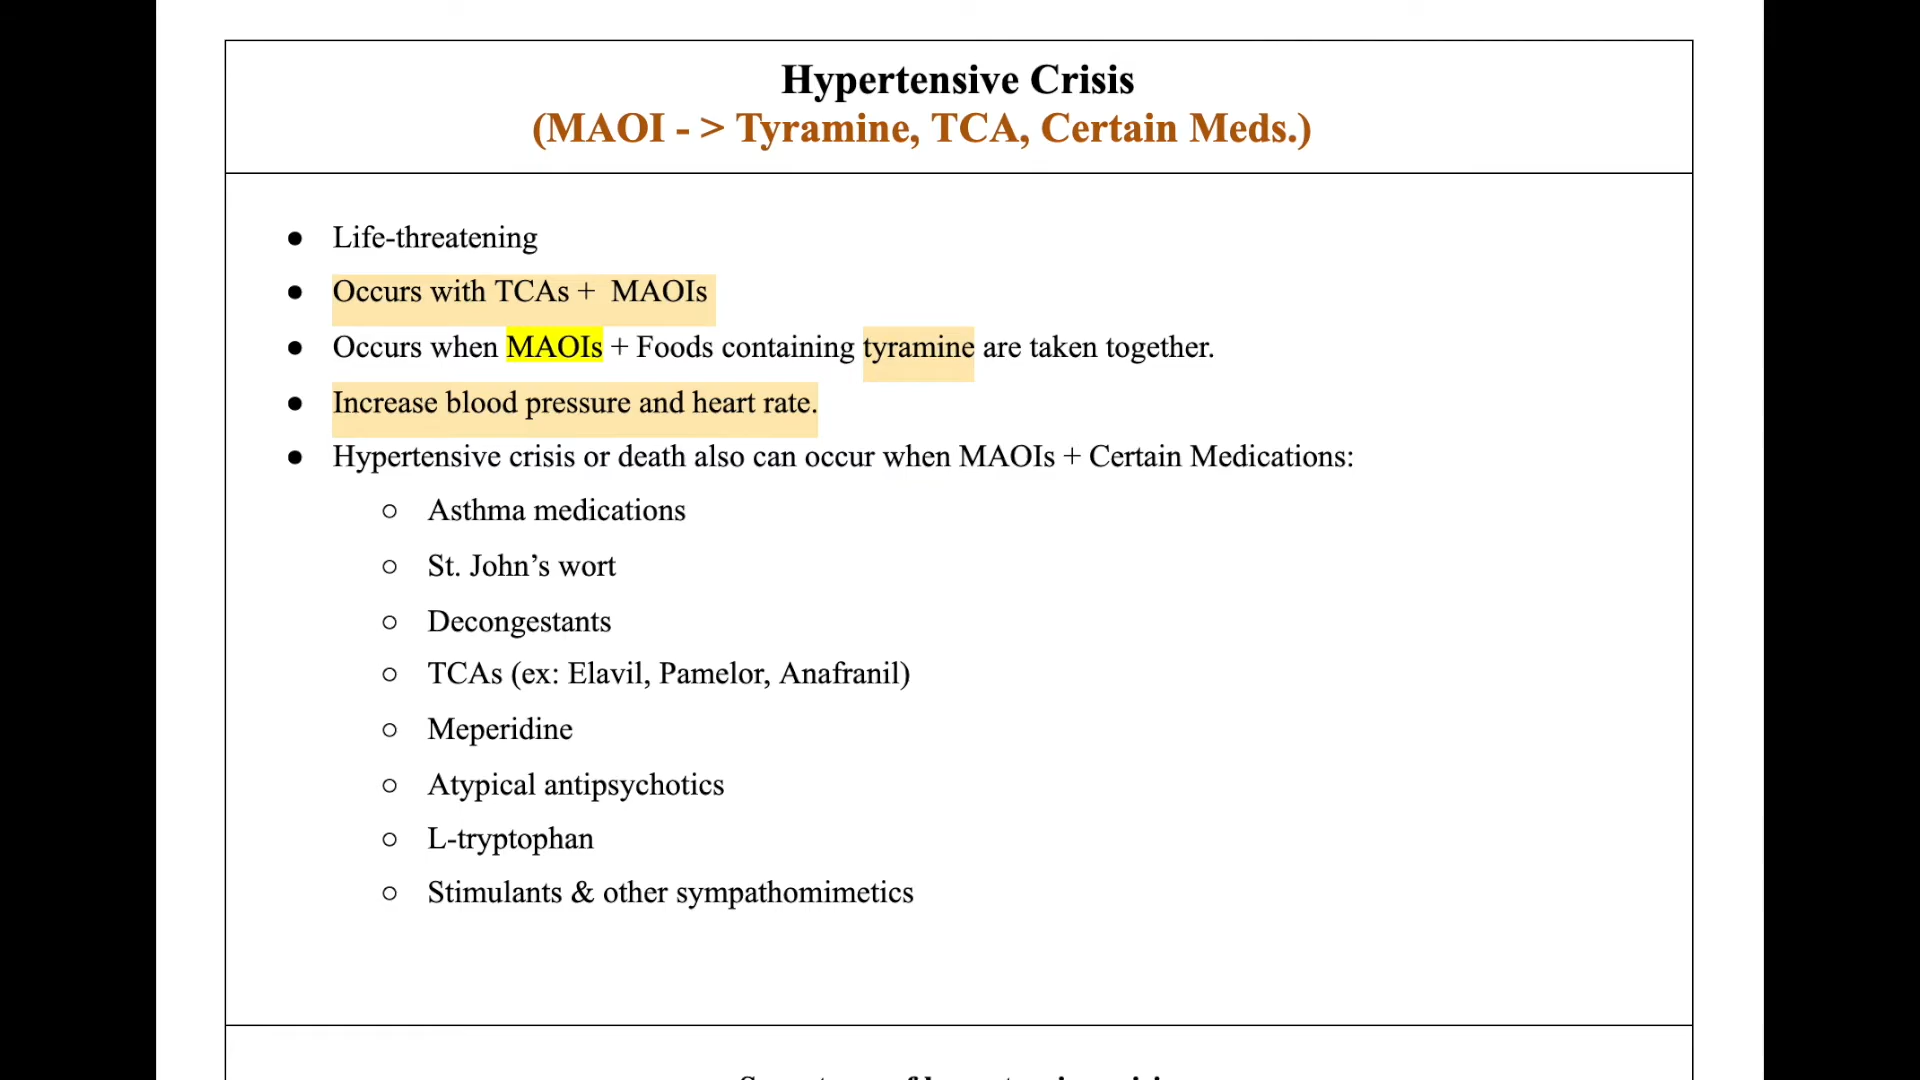 Hypertensive Crisis
(MAOI - > Tyramine, TCA, Certain Meds.)
● Life-threatening
● Occurs with TCAs +  MAOIs
● Occurs when MAOIs + Foods containing tyramine are taken together.
● Increase blood pressure and heart rate.
● Hypertensive crisis or death also can occur when MAOIs + Certain Medications:
○ Asthma medications
○ St. John’s wort
○ Decongestants
○ TCAs (ex: Elavil, Pamelor, Anafranil)
○ Meperidine
○ Atypical antipsychotics
○ L-tryptophan
○ Stimulants & other sympathomimetics